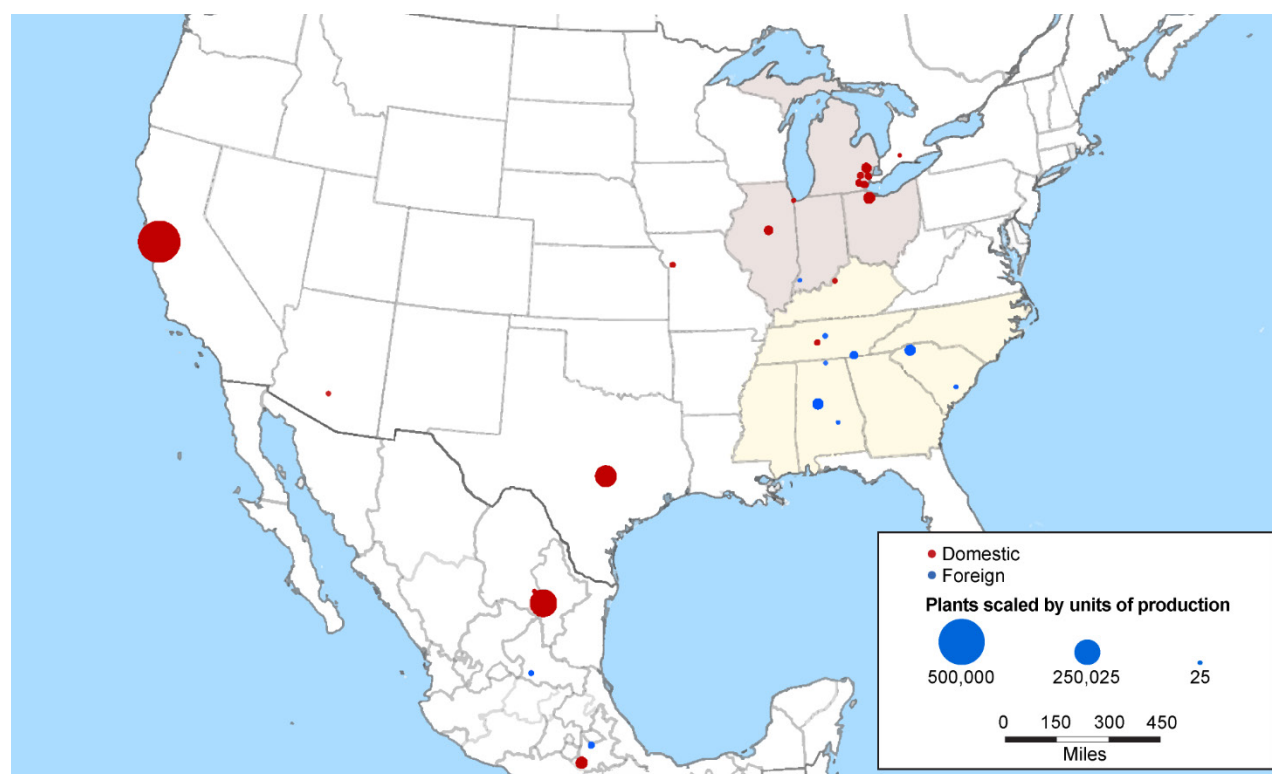 Domestic
Foreign
Plants scaled by units of production
500,000 250,025 25
0 150 300 450
Miles